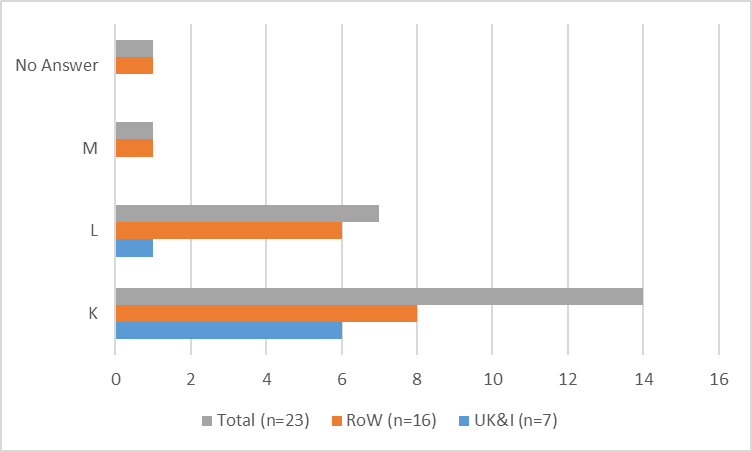 No Answer
M
L
K
0 2 4 6 8 10 12 14 16
Total (n=23) RoW (n=16) UK&I (n=7)